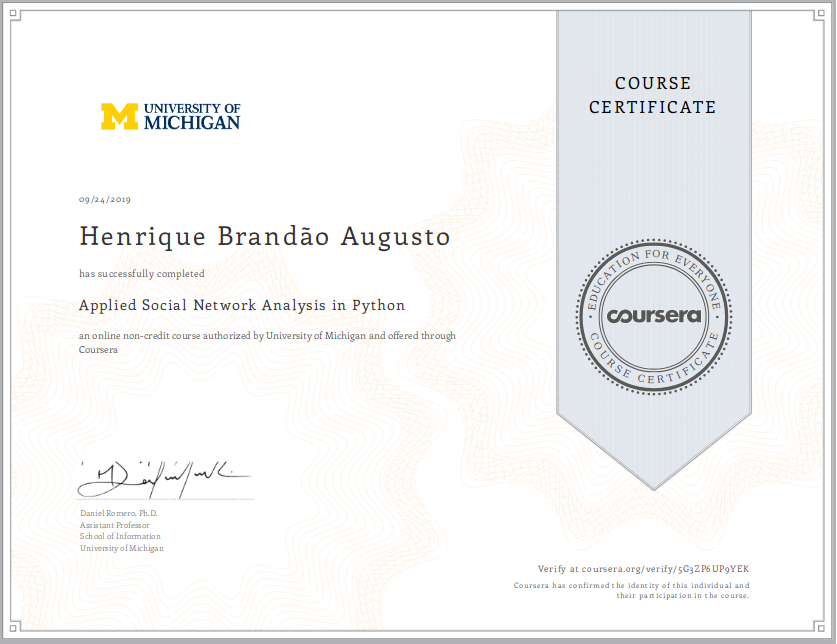 UNIVERSITY OF
MICHIGAN
COURSE
CERTIFICATE
09/24/2019
Henrique Brandão Augusto
has successfully completed
Applied Social Network Analysis in Python
an online non-credit course authorized by University of Michigan and offered through
Coursera
EDUCATION FOR EVERYONE
coursera
COURSE CERTIFICATE
Daniel Romero, Ph.D.
Assistant Professor
School of Information
University of Michigan
Verify at coursera.org/verify/5G3ZP6UP9YEK
Coursera has confirmed the identity of this individual and
their participation in the course.